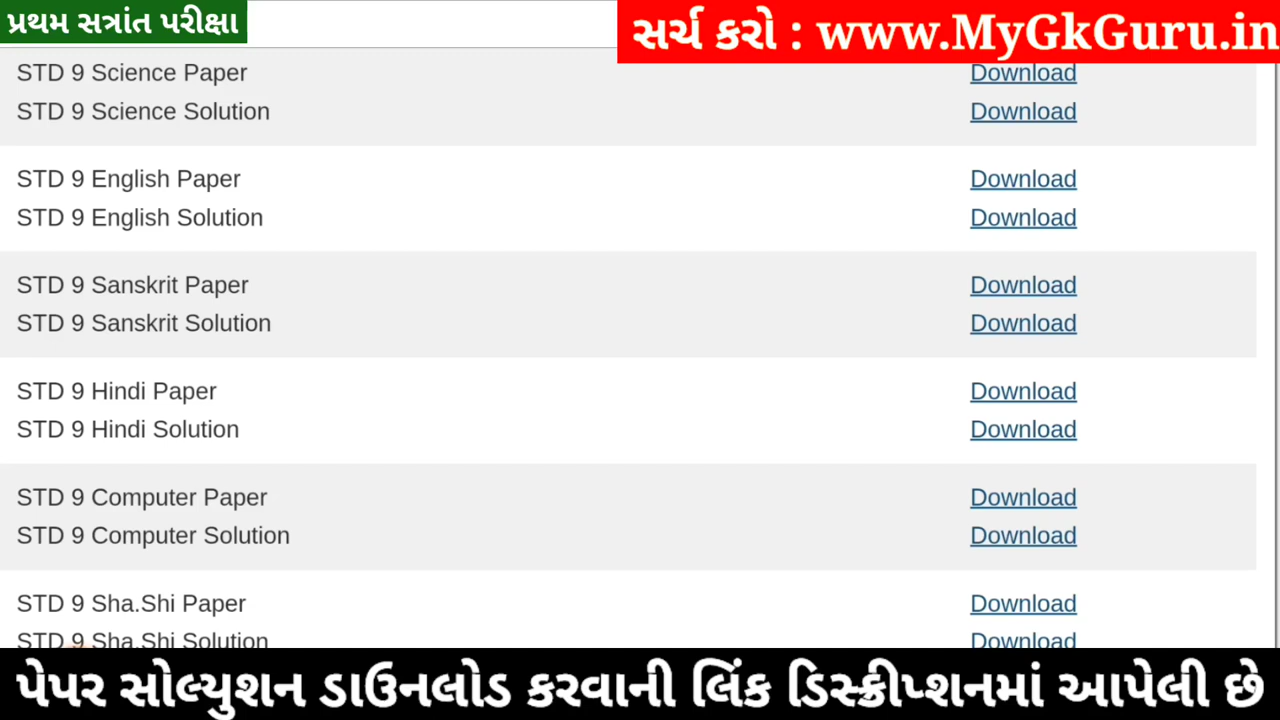 પ્રથમ સત્રાંત પરીક્ષા
સર્ચ કરો : www.MyGkGuru.in
STD 9 Science Paper Download
STD 9 Science Solution Download
STD 9 English Paper Download
STD 9 English Solution Download
STD 9 Sanskrit Paper Download
STD 9 Sanskrit Solution Download
STD 9 Hindi Paper Download
STD 9 Hindi Solution Download
STD 9 Computer Paper Download
STD 9 Computer Solution Download
STD 9 Sha.Shi Paper Download
STD 9 Sha.Shi Solution Download
પેપર સોલ્યુશન ડાઉનલોડ કરવાની લિંક ડિસ્ક્રીપ્શનમાં આપેલી છે